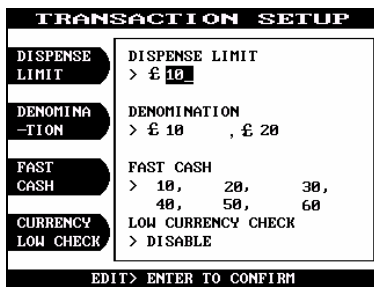 TRANSACTION SETUP
DISPENSE
LIMIT
DISPENSE LIMIT
> £ 10_
DENOMINA
-TION
DENOMINATION
> £ 10 , £ 20
FAST
CASH
FAST CASH
> 10, 20, 30,
40, 50, 60
CURRENCY
LOW CHECK
LOW CURRENCY CHECK
> DISABLE
EDIT> ENTER TO CONFIRM